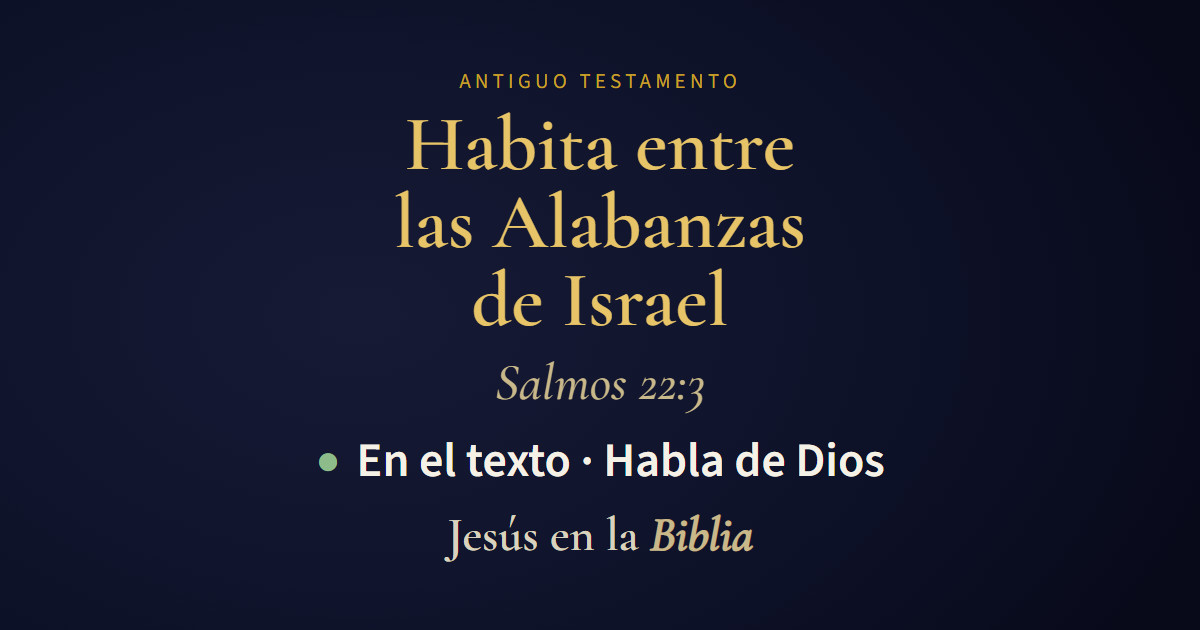 ANTIGUO TESTAMENTO
Habita entre
las Alabanzas
de Israel
Salmos 22:3
En el texto · Habla de Dios
Jesús en la Biblia